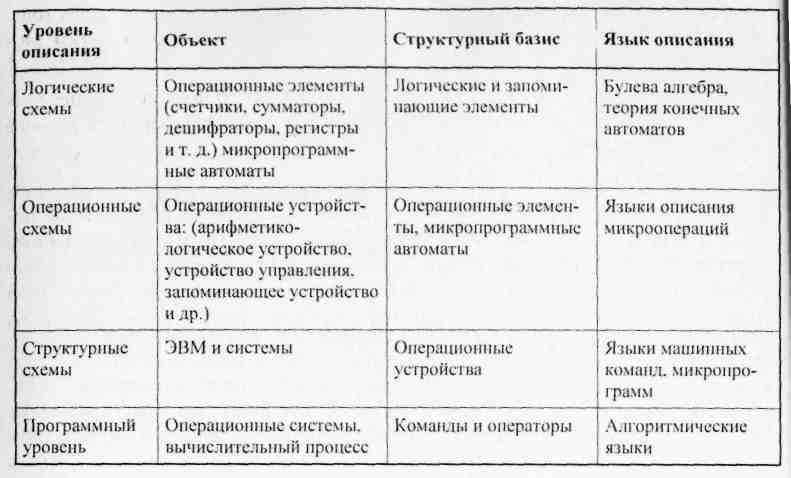 Уровень описания Объект Структурный базис Язык описания
Логические схемы
Операционные элементы
(счетчики, сумматоры,
дешифраторы, регистры
и т. д.) микропрограмм-
ные автоматы
Логические и запоми-
нающие элементы
Булева алгебра,
теория конечных
автоматов
Операционные
схемы
Операционные устройст-
ва: (арифметико-
логическое устройство,
устройство управления,
запоминающее устройство
и др.)
Операционные элемен-
ты, микропрограммные
автоматы
Языки описания
микроопераций
Структурные
схемы
ЭВМ и системы
Операционные
устройства
Языки машинных
команд, микропро-
грамм
Программный
уровень
Операционные системы,
вычислительный процесс
Команды и операторы
Алгоритмические
языки